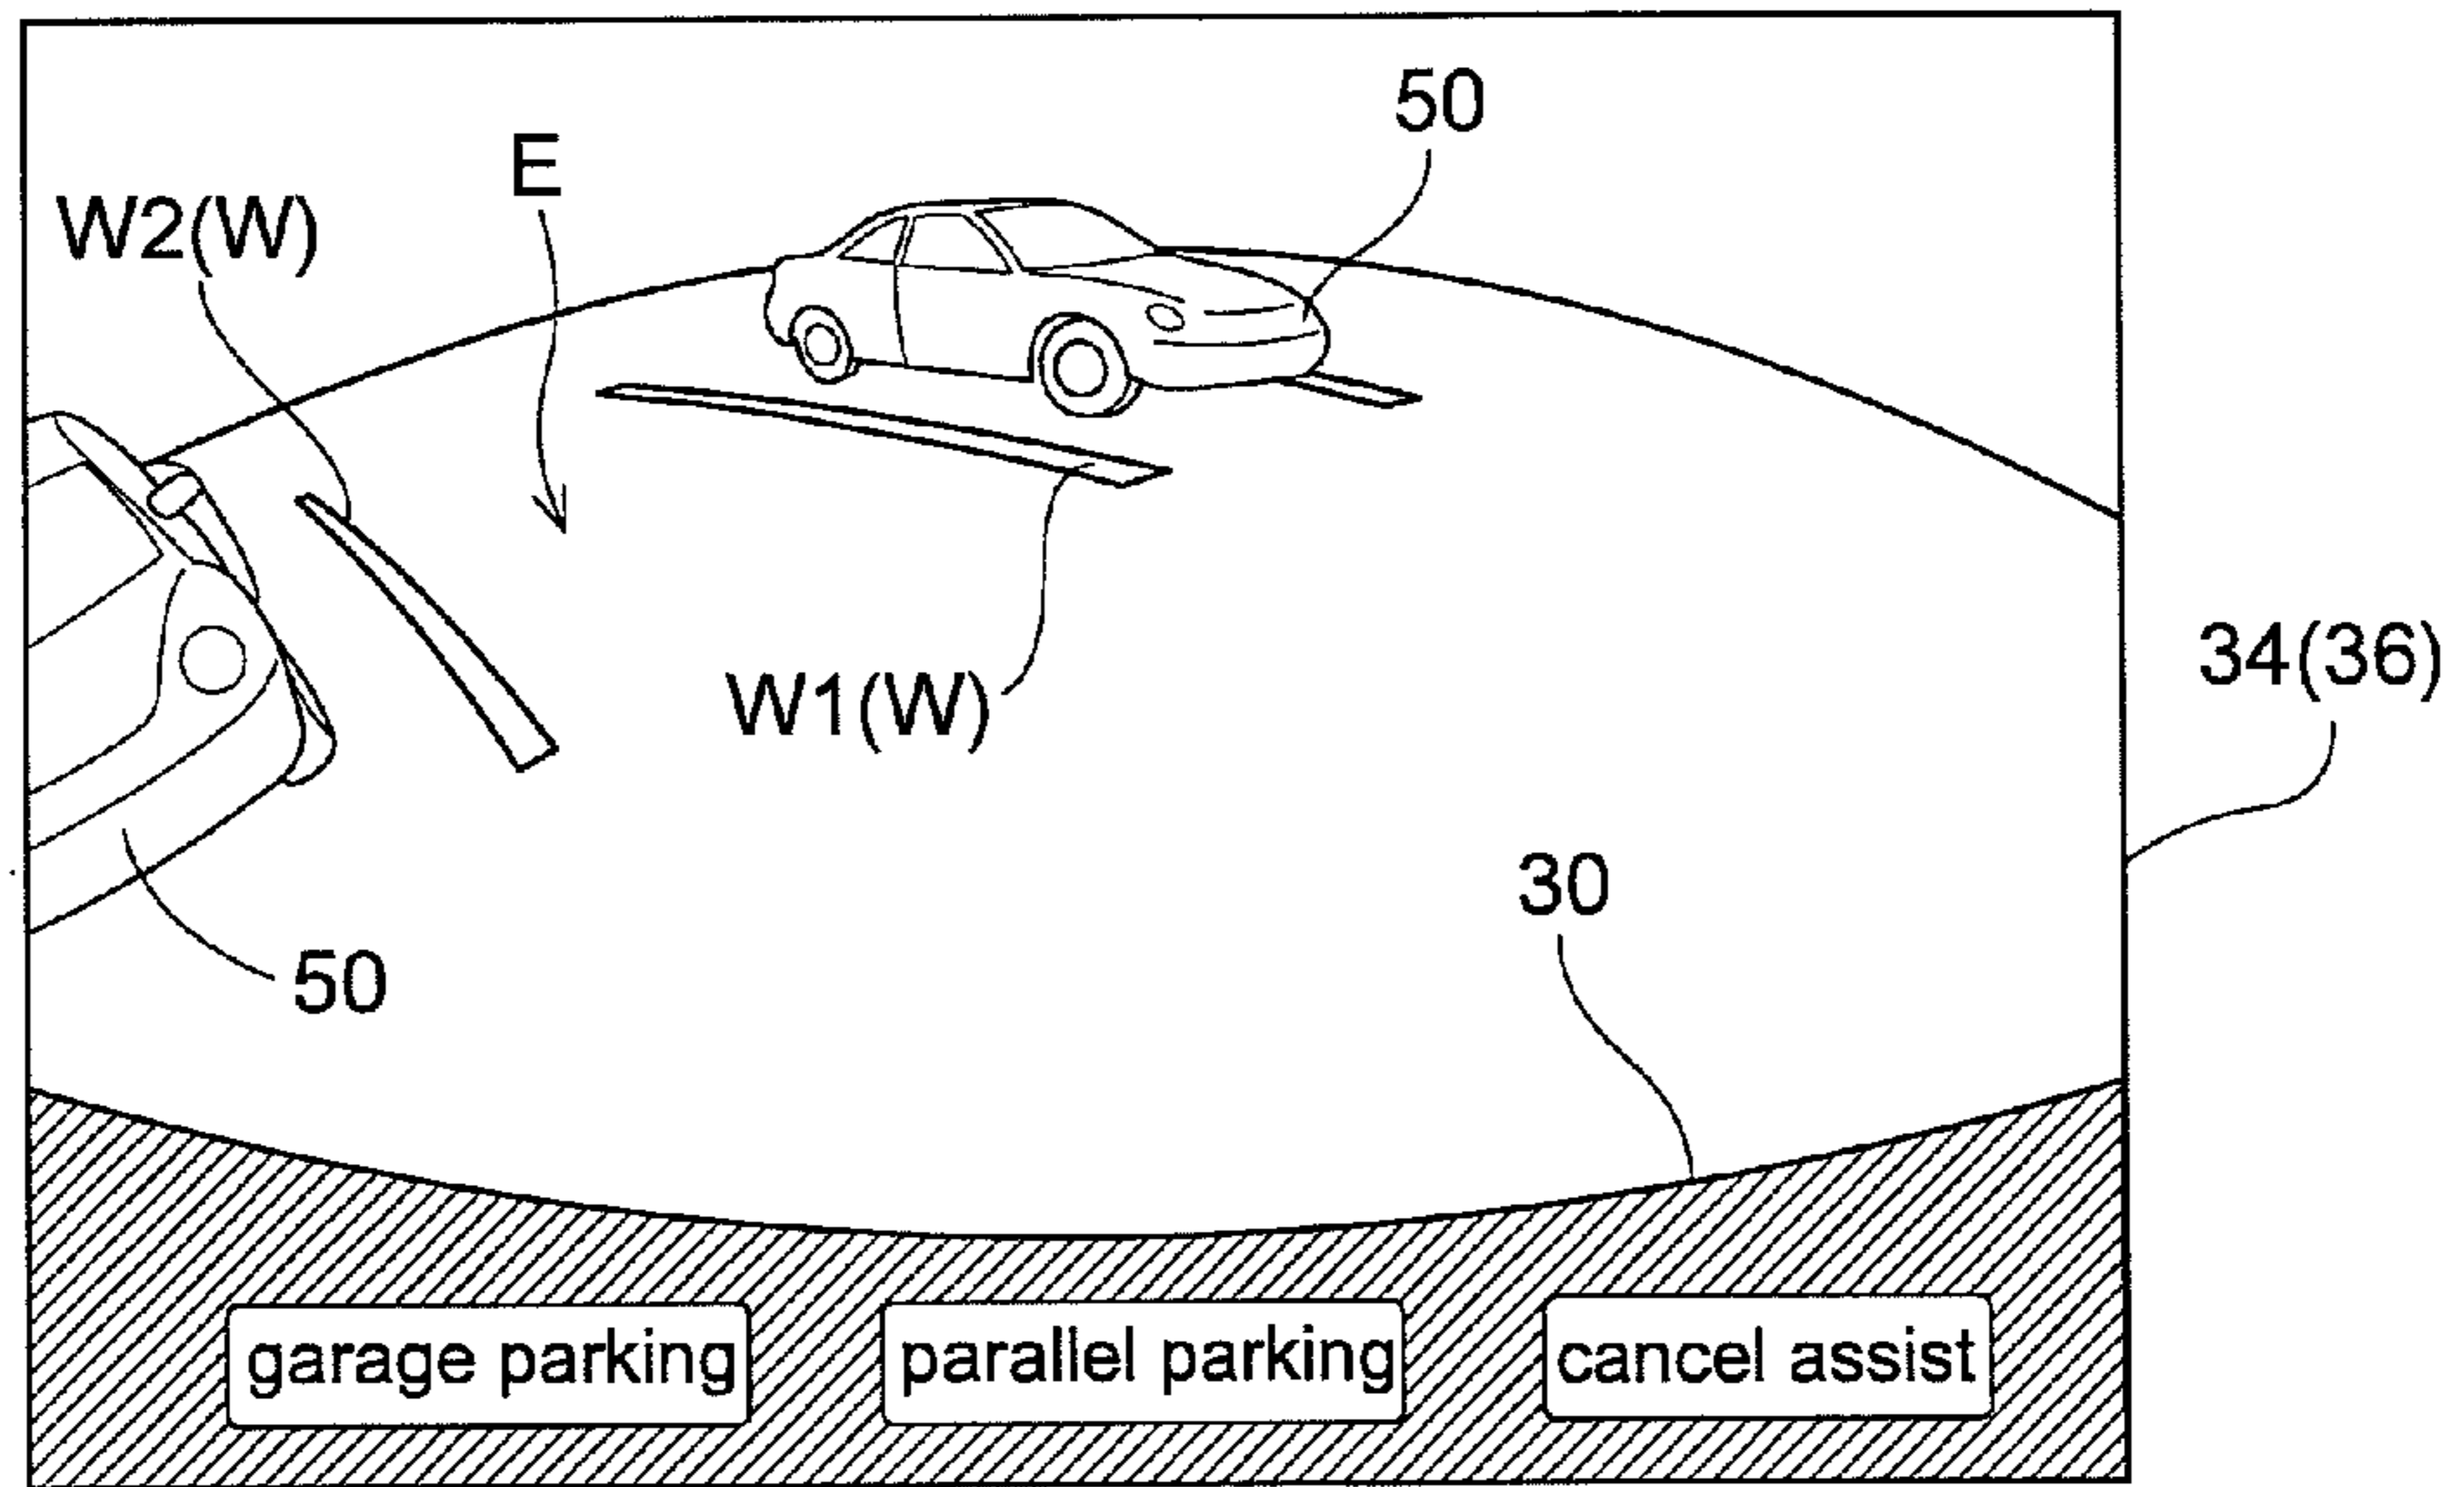 50
E
W2(W)
34(36)
W1(W)
30
50
garage parking
parallel parking
cancel assist